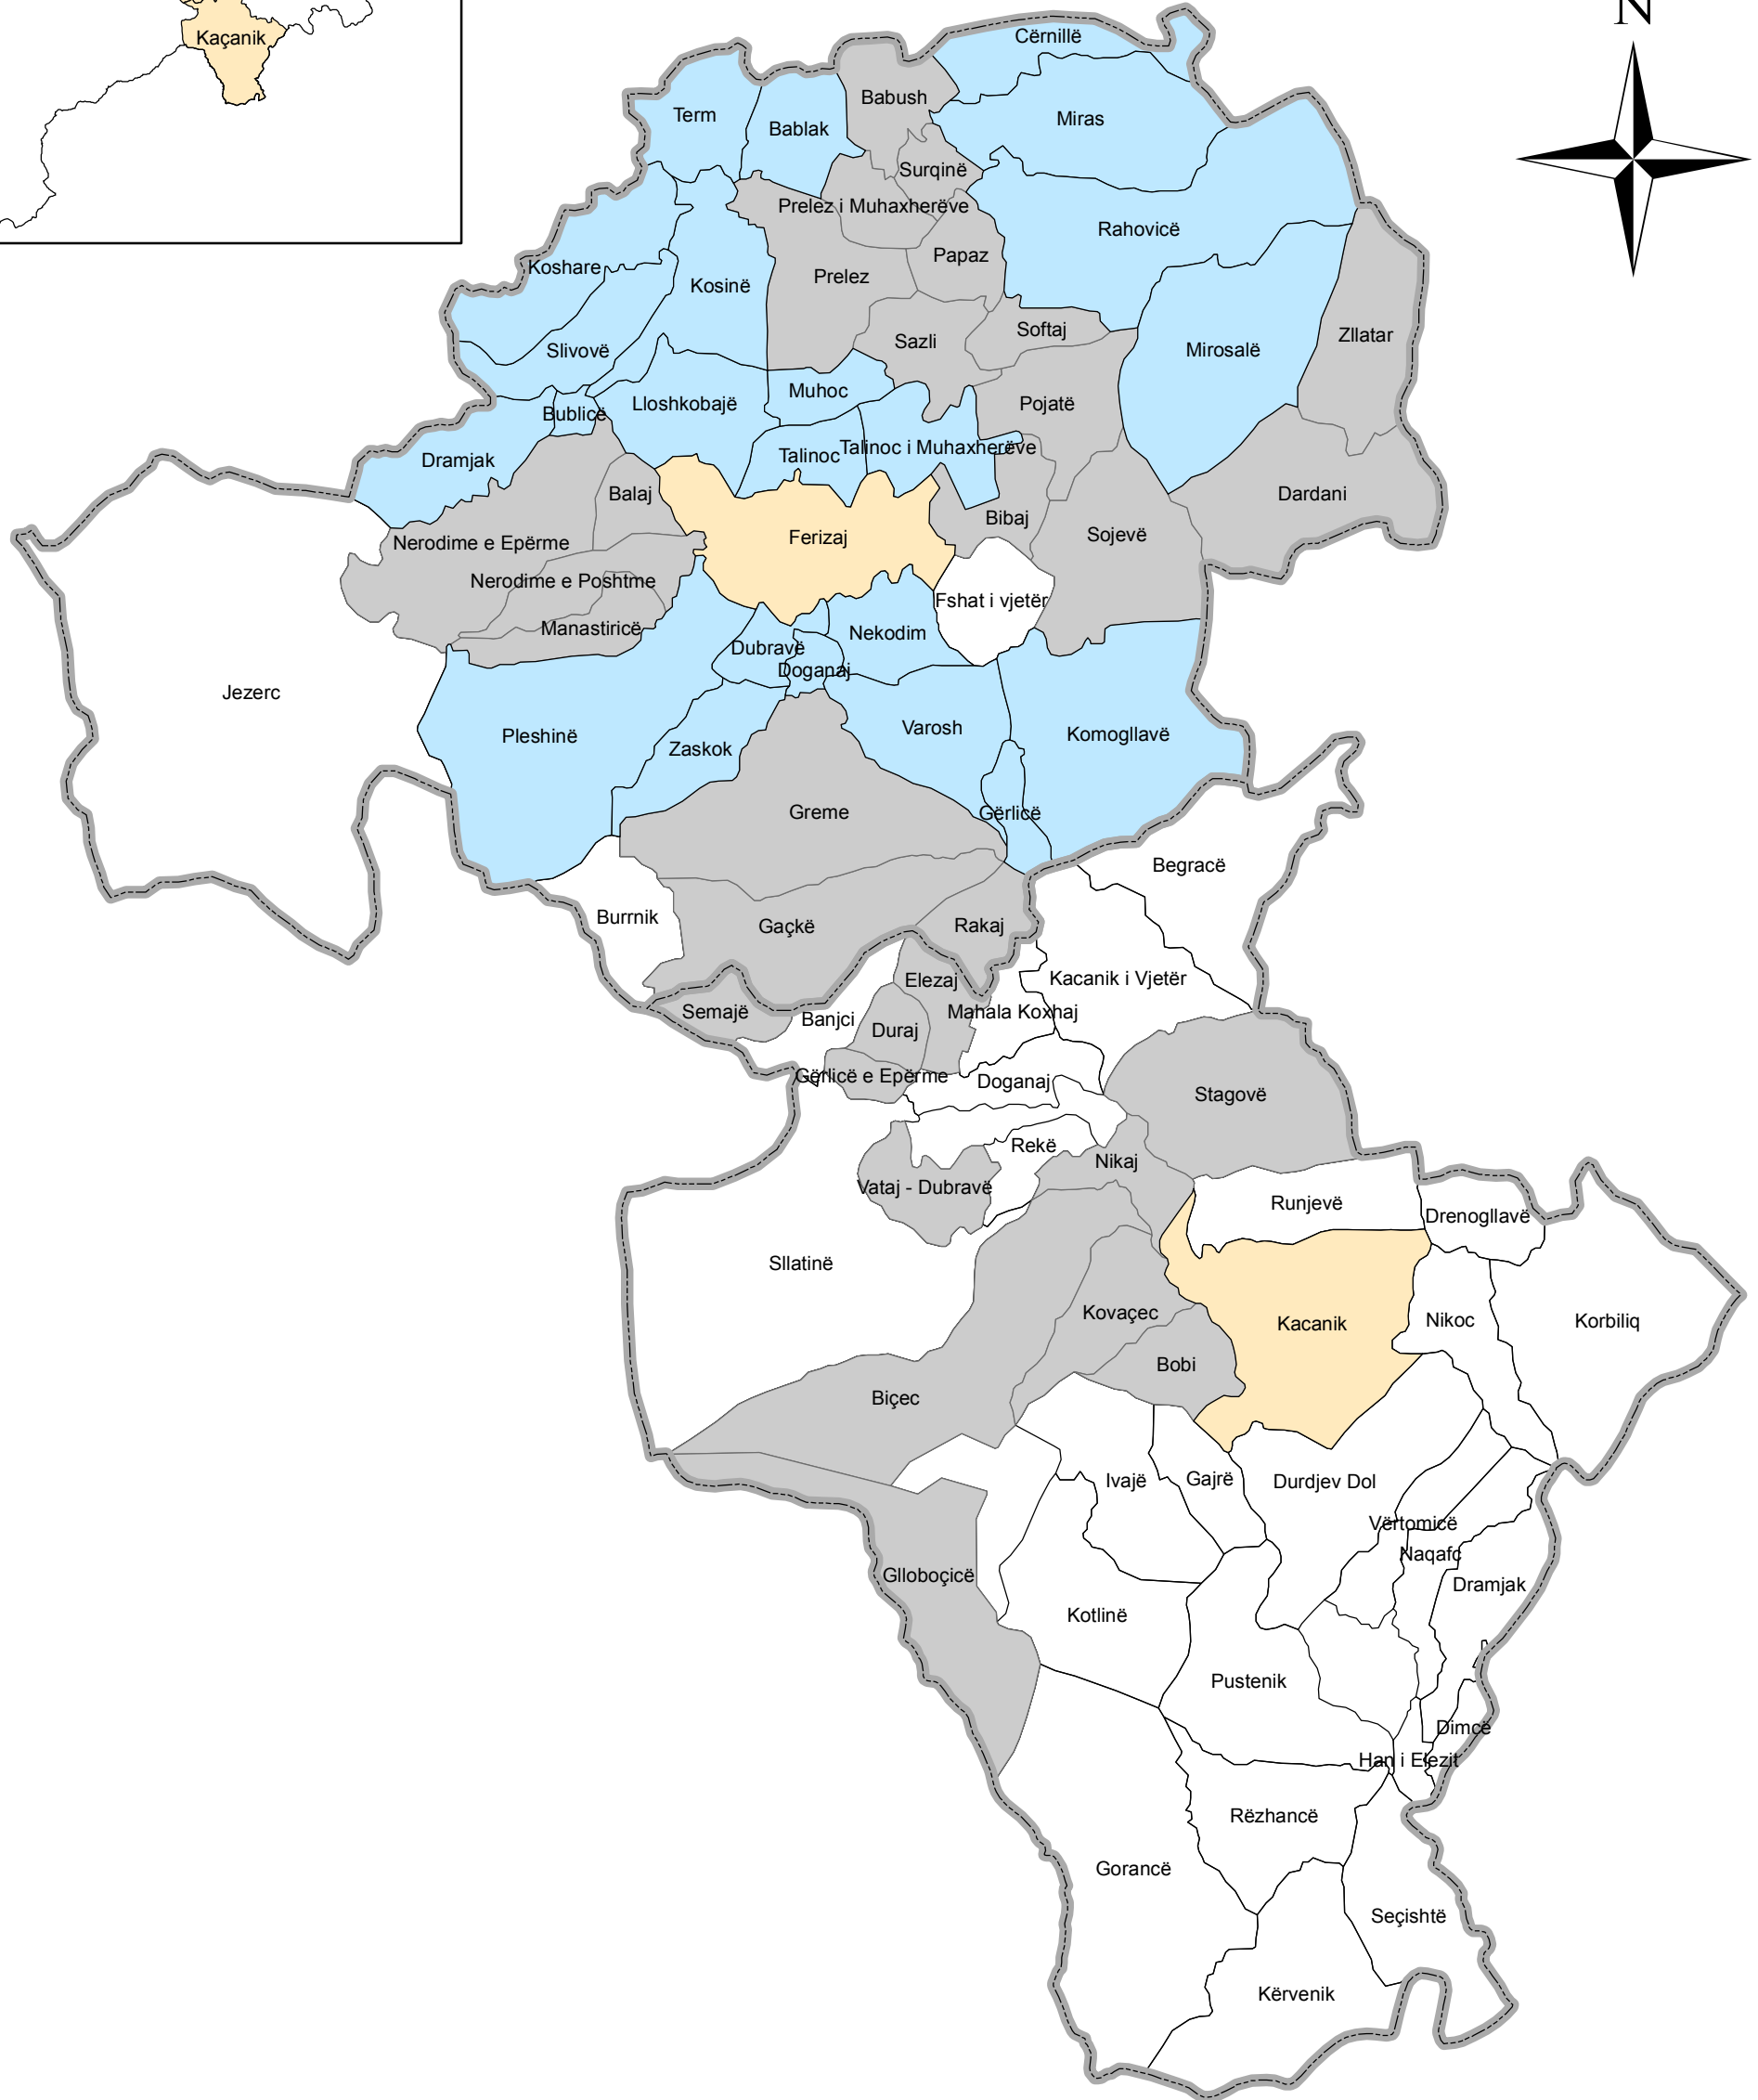 N
Kaçanik
Cërnillë
Babush
Term
Bablak
Miras
Surqinë
Prelez i Muhaxherëve
Rahovicë
Papaz
Koshare
Kosinë
Prelez
Softaj
Zllatar
Sazli
Slivovë
Mirosalë
Muhoc
Lloshkobajë
Pojatë
Bublicë
Talinoc i Muhaxherëve
Talinoc
Dramjak
Balaj
Dardani
Bibaj
Sojevë
Ferizaj
Nerodime e Epërme
Nerodime e Poshtme
Fshat i vjetër
Manastiricë
Nekodim
Dubravë
Doganaj
Jezerc
Varosh
Komogllavë
Pleshinë
Zaskok
Greme
Gërlicë
Begracë
Burrnik
Gaçkë
Rakaj
Elezaj
Kacanik i Vjetër
Semajë
Mahala Koxhaj
Banjci
Duraj
Gërlicë e Epërme
Doganaj
Stagovë
Rekë
Nikaj
Vataj - Dubravë
Runjevë
Drenogllavë
Sllatinë
Kovaçec
Kacanik
Nikoc
Korbiliq
Bobi
Biçec
Ivajë
Gajrë
Durdjev Dol
Vërtomicë
Naqafc
Glloboçicë
Dramjak
Kotlinë
Pustenik
Dimcë
Han i Elezit
Rëzhancë
Gorancë
Seçishtë
Kërvenik